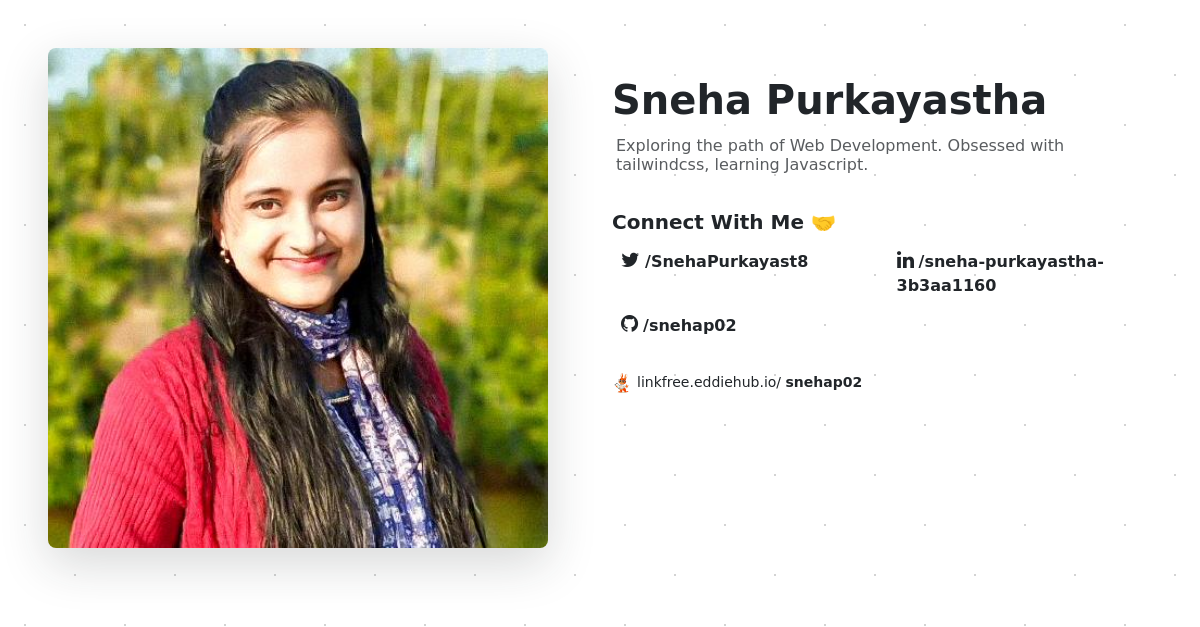 Sneha Purkayastha
Exploring the path of Web Development. Obsessed with
tailwindcss, learning Javascript.
Connect With Me 🤝
/SnehaPurkayast8
/sneha-purkayastha-
3b3aa1160
/snehap02
linkfree.eddiehub.io/ snehap02